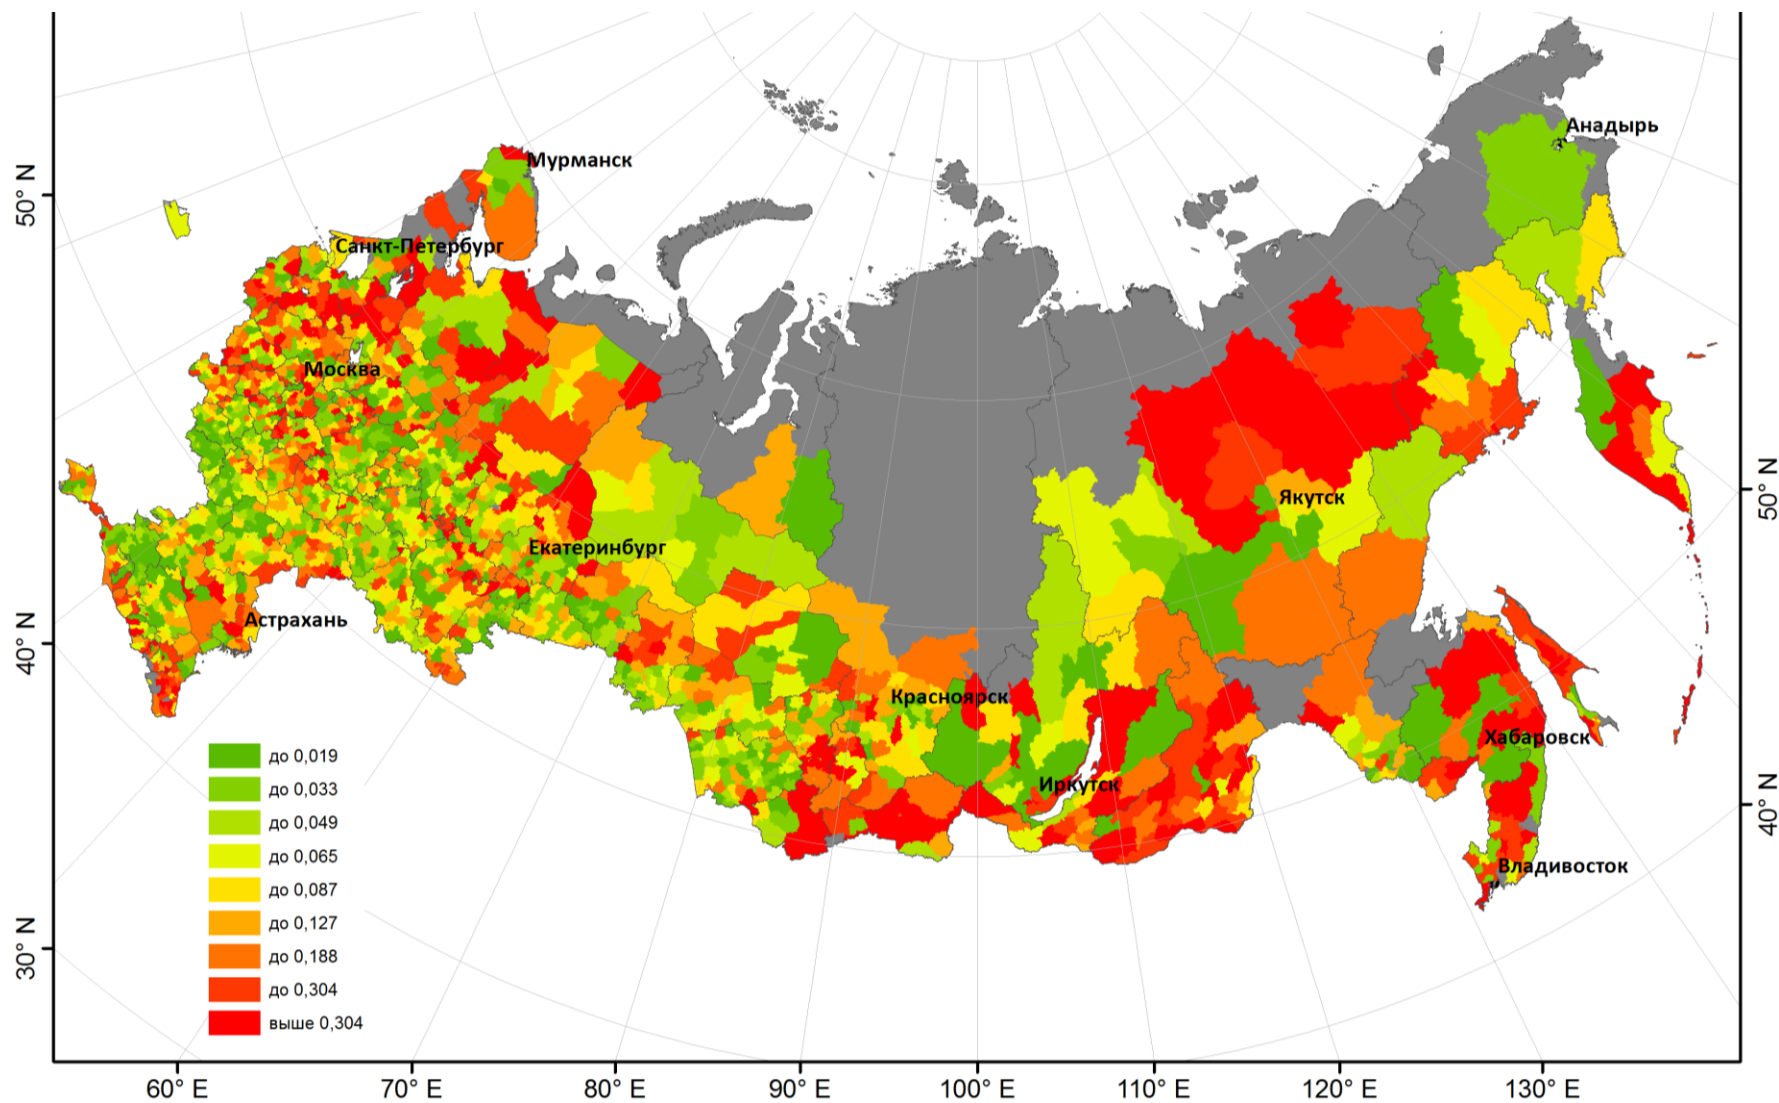 Анадырь
Мурманск
50° N
Санкт-Петербург
Москва
50° N
Якутск
Екатеринбург
Астрахань
40° N
Красноярск
Хабаровск
Иркутск
40° N
Владивосток
до 0,019
до 0,033
до 0,049
до 0,065
до 0,087
до 0,127
до 0,188
до 0,304
выше 0,304
30° N
60° E 70° E 80° E 90° E 100° E 110° E 120° E 130° E